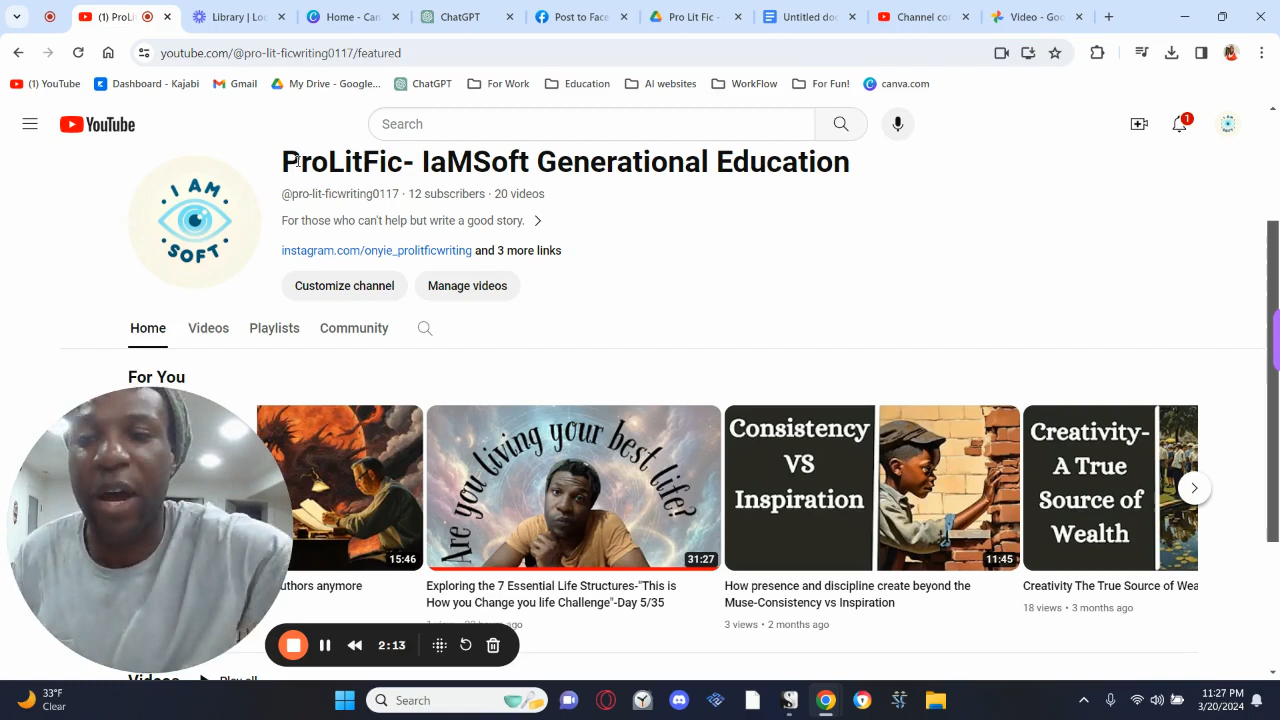 (1) ProLi
Library | Loo
Home - Can
ChatGPT
Post to Face
Pro Lit Fic -
Untitled doc
Channel co
Video - Goo
youtube.com/@pro-lit-ficwriting0117/featured
(1) YouTube
Dashboard - Kajabi
Gmail
My Drive - Google...
ChatGPT
For Work
Education
AI websites
WorkFlow
For Fun!
canva.com
YouTube
Search
1
I AM
SOFT
ProLitFic- IaMSoft Generational Education
@pro-lit-ficwriting0117 · 12 subscribers · 20 videos
For those who can't help but write a good story.
instagram.com/onyie_prolitficwriting and 3 more links
Customize channel
Manage videos
Home
Videos
Playlists
Community
For You
15:46
Are you living your best life?
31:27
Consistency
VS
Inspiration
11:45
Creativity-
A True
Source of
Wealth
uthors anymore
Exploring the 7 Essential Life Structures-"This is
How you Change you life Challenge"-Day 5/35
How presence and discipline create beyond the
Muse-Consistency vs Inspiration
3 views • 2 months ago
Creativity The True Source of Wea
18 views • 3 months ago
2:13
Videos
Play all
33°F
Clear
Search
11:27 PM
3/20/2024